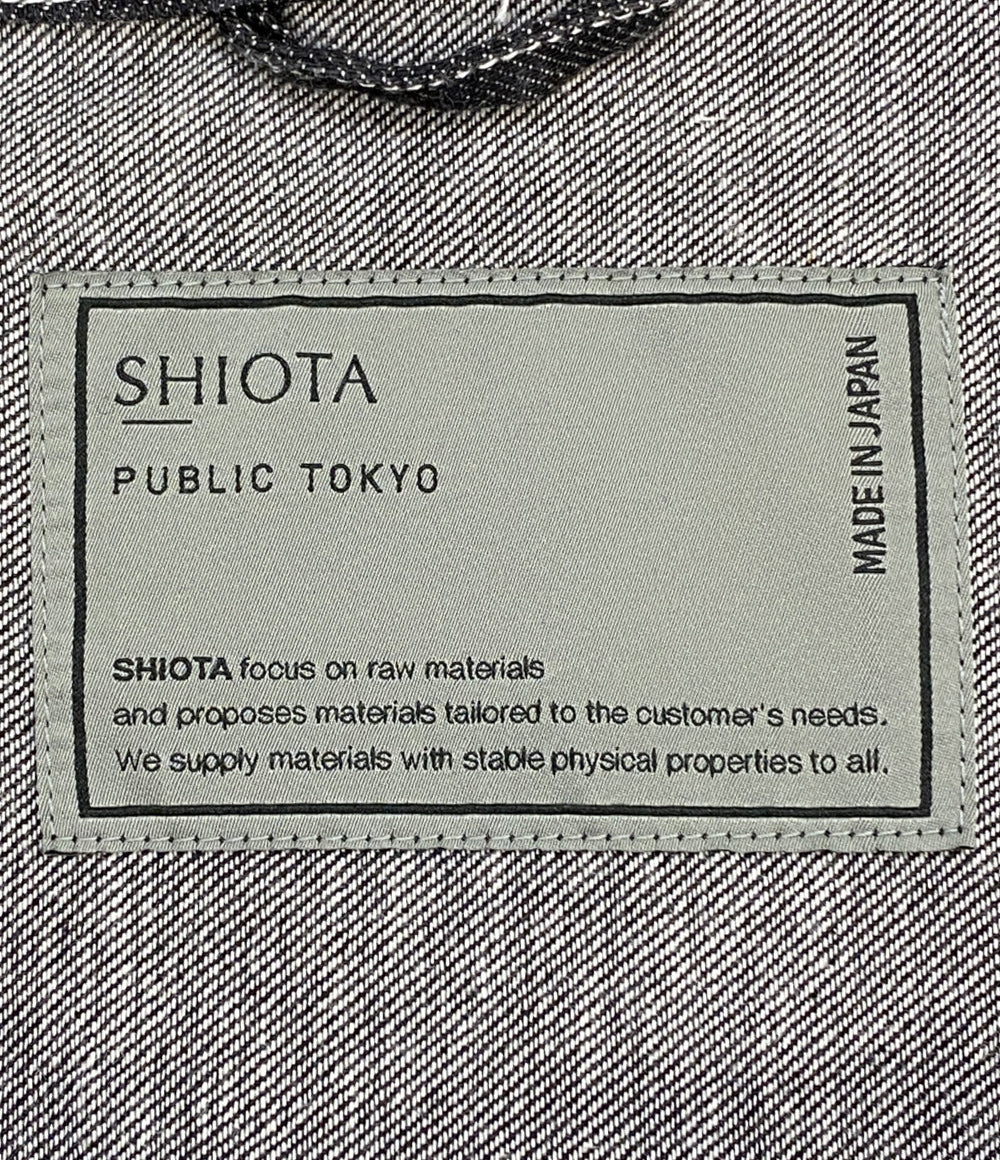 SHIOTA
PUBLIC TOKYO
MADE IN JAPAN
SHIOTA focus on raw materials
and proposes materials tailored to the customer's needs.
We supply materials with stable physical properties to all.